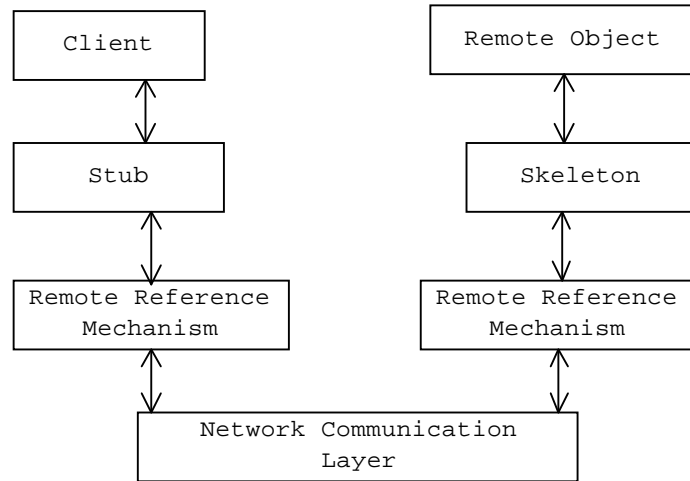 Client
Remote Object
Stub
Skeleton
Remote Reference
Mechanism
Remote Reference
Mechanism
Network Communication
Layer